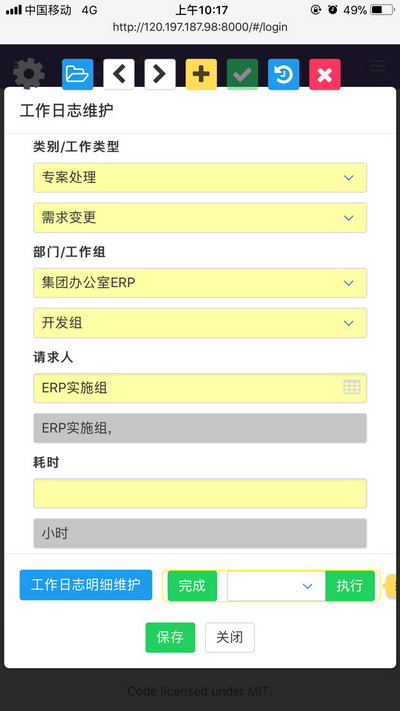 中国移动 4G 上午10:17 49%
http://120.197.187.98:8000/#/login
工作日志维护
类别/工作类型
专案处理
需求变更
部门/工作组
集团办公室ERP
开发组
请求人
ERP实施组
ERP实施组,
耗时
小时
工作日志明细维护 完成 执行
保存 关闭
Code licensed under MIT.